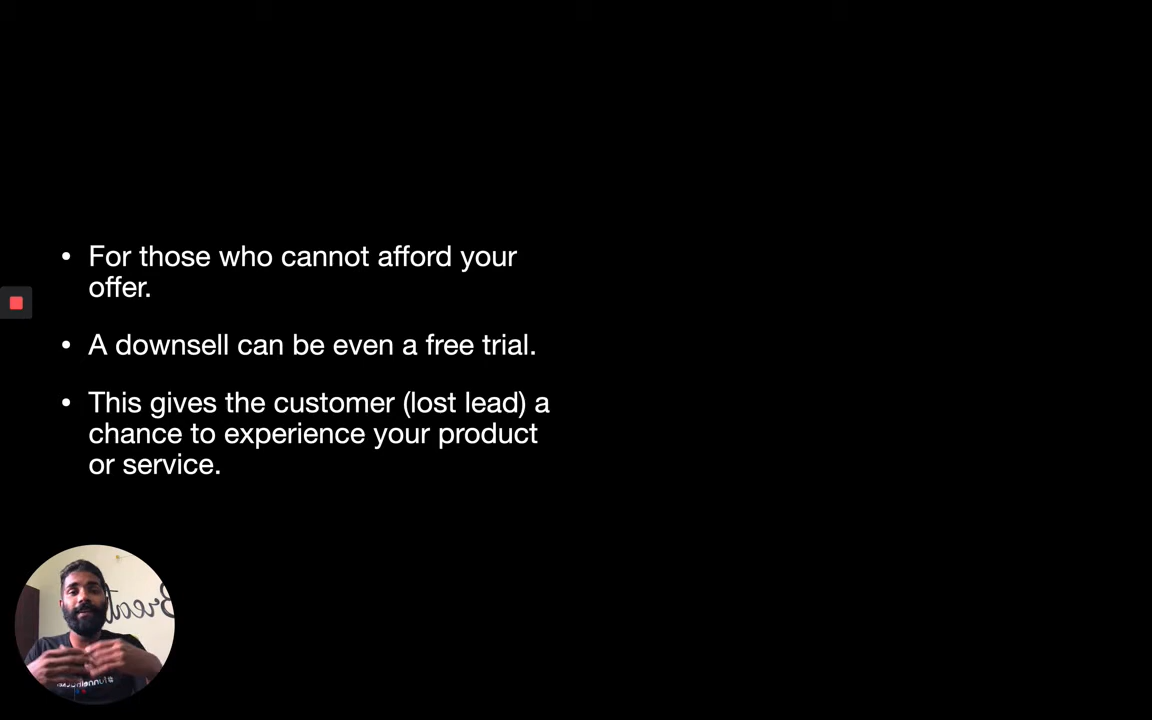 • For those who cannot afford your
offer.
• A downsell can be even a free trial.
• This gives the customer (lost lead) a
chance to experience your product
or service.